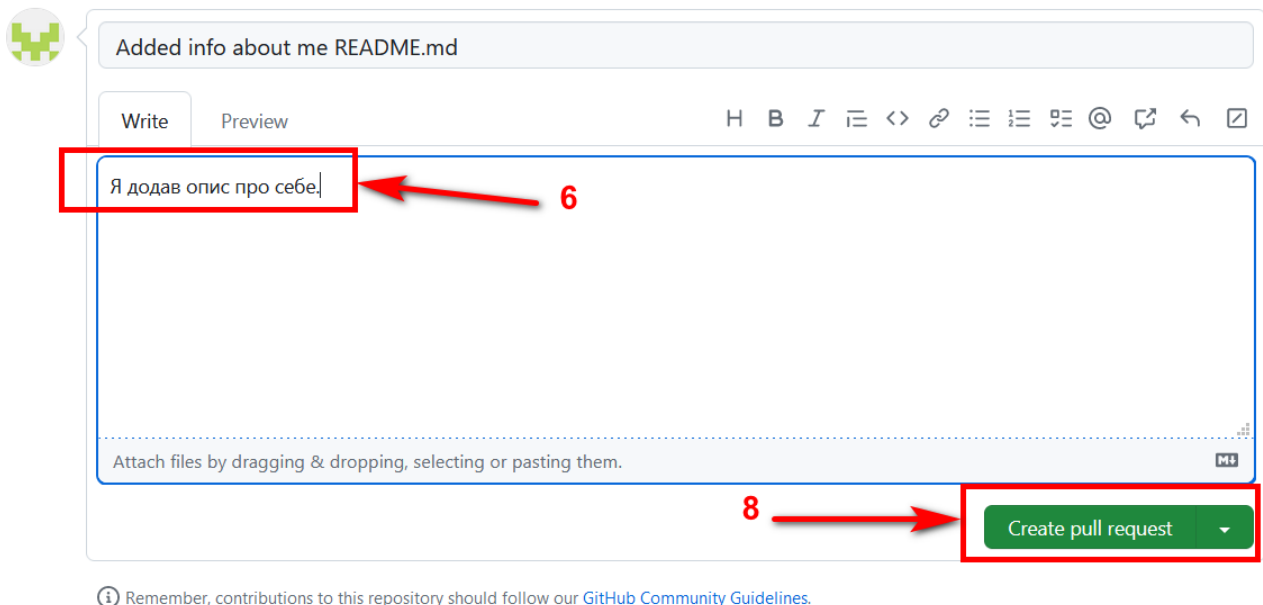 Added info about me README.md
Write Preview
Я додав опис про себе.
6
Attach files by dragging & dropping, selecting or pasting them.
8
Create pull request
Remember, contributions to this repository should follow our GitHub Community Guidelines.